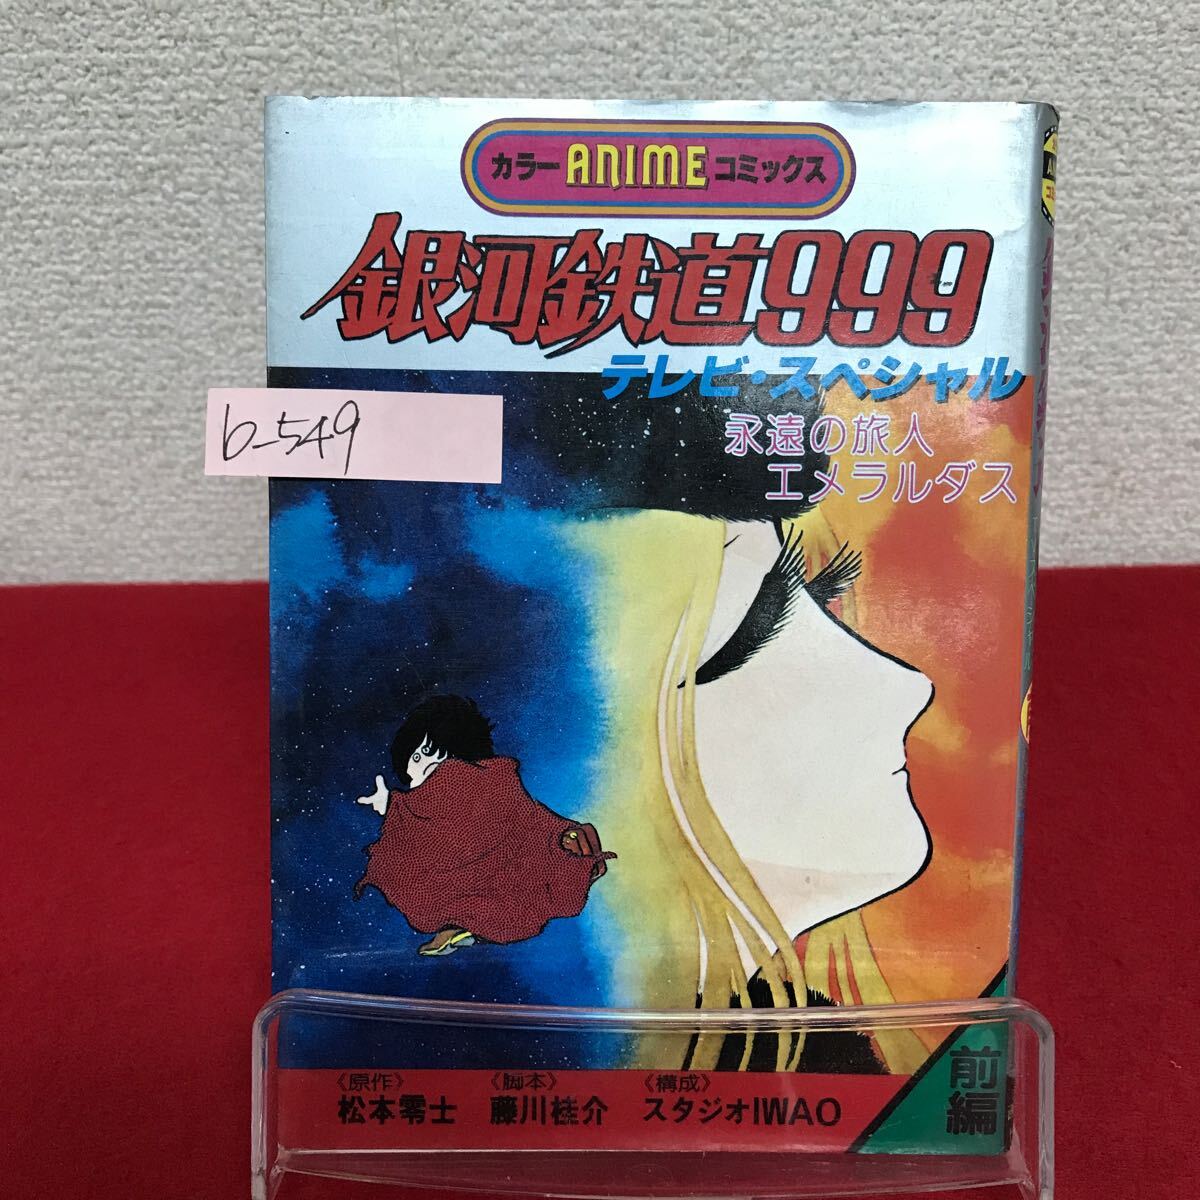 カラーANIMEコミックス
銀河鉄道999
テレビ・スペシャル
永遠の旅人
エメラルダス
b-549
《原作》 《脚本》 《構成》
松本零士 藤川桂介 スタジオIWAO
前編